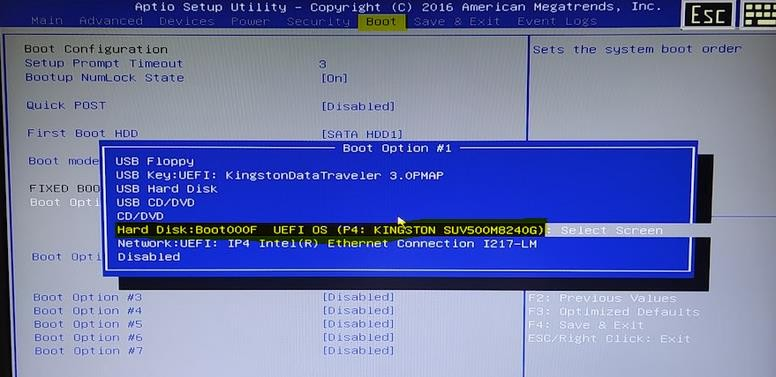 Aptio Setup Utility - Copyright (C) 2016 American Megatrends, Inc.
Esc
Main Advanced Devices Power Security Boot Save & Exit Event Logs
Boot Configuration
Sets the system boot order
Setup Prompt Timeout 3
Bootup NumLock State [On]
Quick POST [Disabled]
First Boot HDD [SATA HDD1]
Boot mode
FIXED BOO
Boot Opti
Boot Option #1
USB Floppy
USB Key:UEFI: KingstonDataTraveler 3.0PMAP
USB Hard Disk
USB CD/DVD
CD/DVD
Hard Disk:Boot000F UEFI OS (P4: KINGSTON SUV500M8240G): Select Screen
Network:UEFI: IP4 Intel(R) Ethernet Connection I217-LM
Disabled
Boot Opti
Boot Option #3 [Disabled]
Boot Option #4 [Disabled]
Boot Option #5 [Disabled]
Boot Option #6 [Disabled]
Boot Option #7 [Disabled]
F2: Previous Values
F3: Optimized Defaults
F4: Save & Exit
ESC/Right Click: Exit